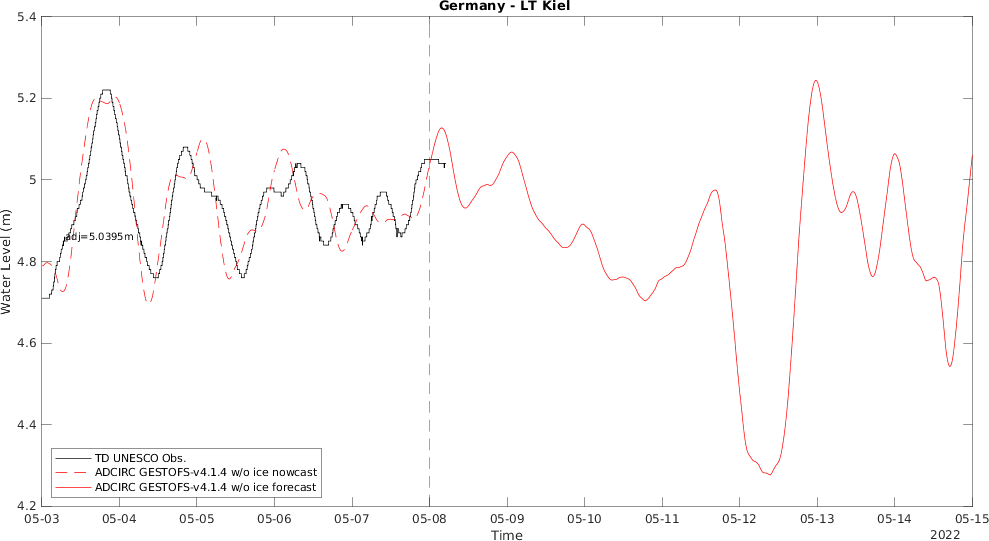 Germany - LT Kiel
5.4
5.2
5
4.8
4.6
4.4
4.2
Water Level (m)
adj=5.0395m
TD UNESCO Obs.
ADCIRC GESTOFS-v4.1.4 w/o ice nowcast
ADCIRC GESTOFS-v4.1.4 w/o ice forecast
05-03 05-04 05-05 05-06 05-07 05-08 05-09 05-10 05-11 05-12 05-13 05-14 05-15
Time
2022